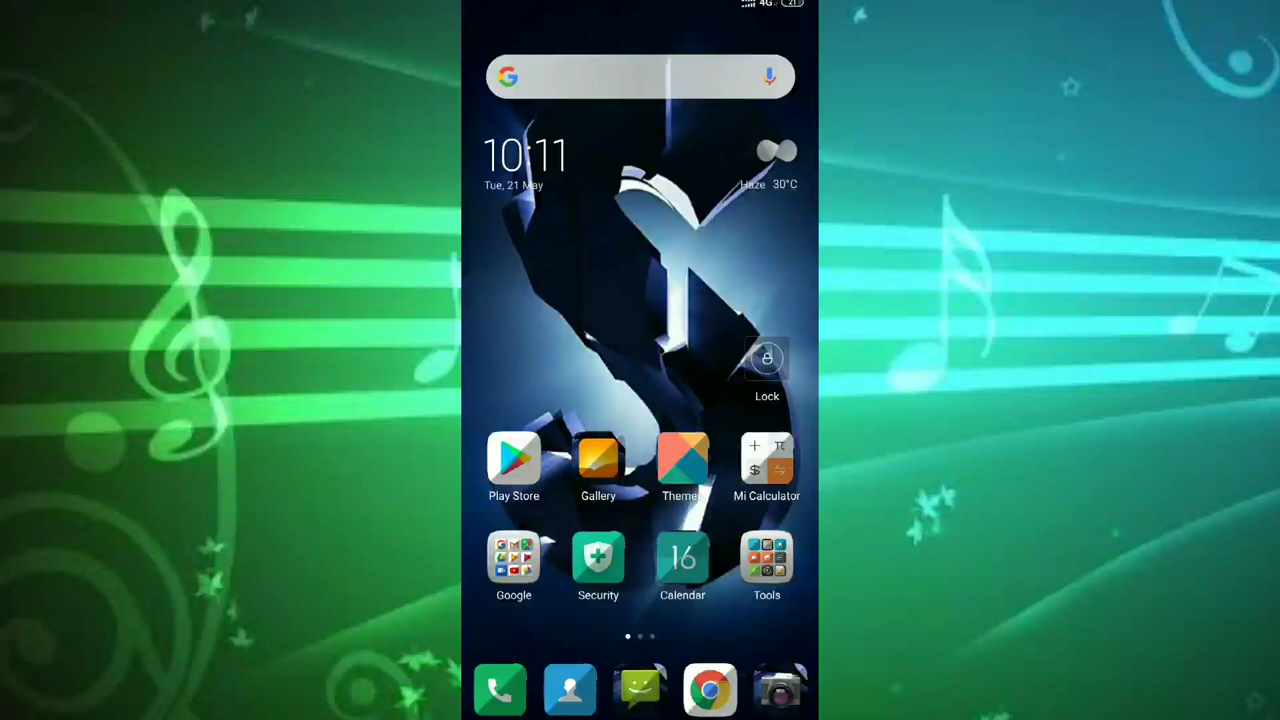 4G
21
10:11
Tue, 21 May
Haze 30°C
Lock
Play Store
Gallery
Themes
Mi Calculator
16
Google
Security
Calendar
Tools